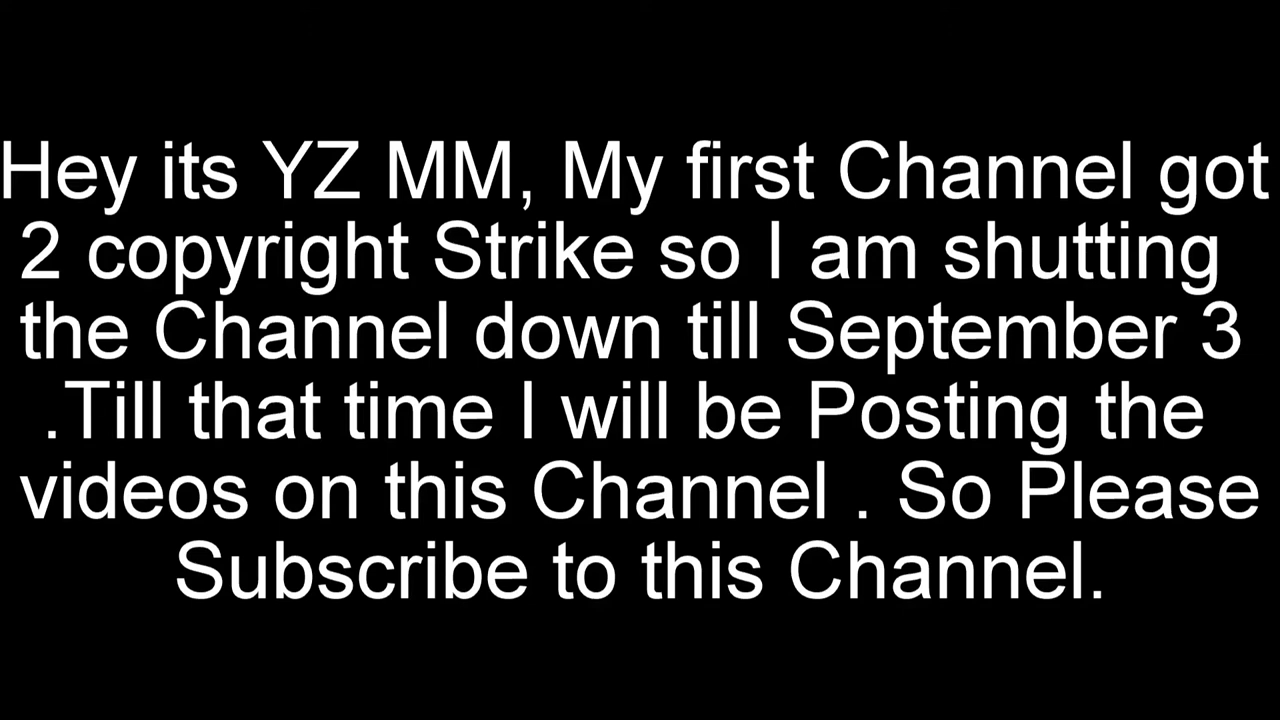 Hey its YZ MM, My first Channel got
2 copyright Strike so I am shutting
the Channel down till September 3
.Till that time I will be Posting the
videos on this Channel . So Please
Subscribe to this Channel.